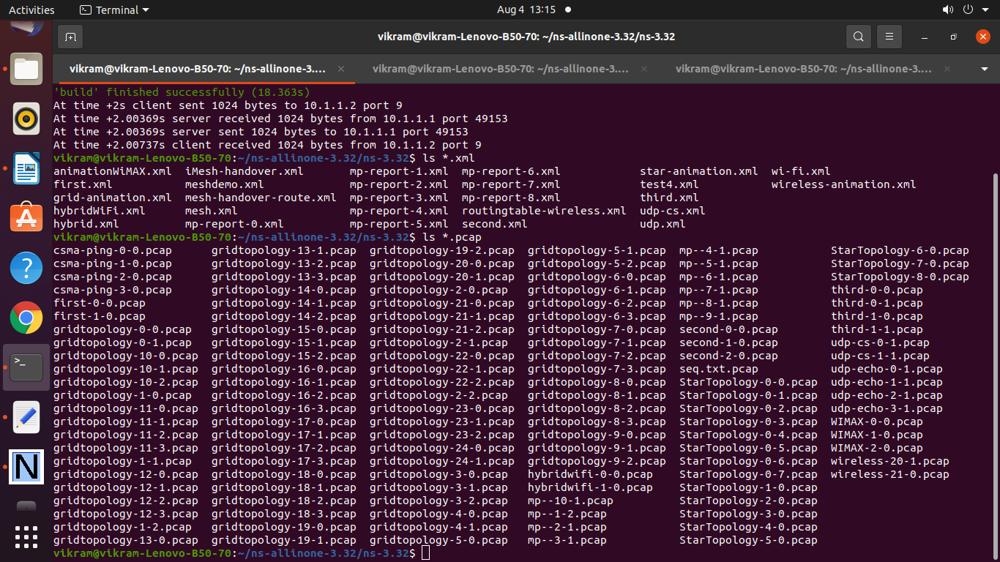 Activities Terminal Aug 4 13:15
vikram@vikram-Lenovo-B50-70: ~/ns-allinone-3.32/ns-3.32
vikram@vikram-Lenovo-B50-70: ~/ns-allinone-3.... vikram@vikram-Lenovo-B50-70: ~/ns-allinone-3.... vikram@vikram-Lenovo-B50-70: ~/ns-allinone-3....
'build' finished successfully (18.363s)
At time +2s client sent 1024 bytes to 10.1.1.2 port 9
At time +2.00369s server received 1024 bytes from 10.1.1.1 port 49153
At time +2.00369s server sent 1024 bytes to 10.1.1.1 port 49153
At time +2.00737s client received 1024 bytes from 10.1.1.2 port 9
vikram@vikram-Lenovo-B50-70:~/ns-allinone-3.32/ns-3.32$ ls *.xml
animationWiMAX.xml iMesh-handover.xml mp-report-1.xml mp-report-6.xml star-animation.xml wi-fi.xml
first.xml meshdemo.xml mp-report-2.xml mp-report-7.xml test4.xml wireless-animation.xml
grid-animation.xml mesh-handover-route.xml mp-report-3.xml mp-report-8.xml third.xml
hybridWiFi.xml mesh.xml mp-report-4.xml routingtable-wireless.xml udp-cs.xml
hybrid.xml mp-report-0.xml mp-report-5.xml second.xml udp.xml
vikram@vikram-Lenovo-B50-70:~/ns-allinone-3.32/ns-3.32$ ls *.pcap
csma-ping-0-0.pcap gridtopology-13-1.pcap gridtopology-19-2.pcap gridtopology-5-1.pcap mp--4-1.pcap StarTopology-6-0.pcap
csma-ping-1-0.pcap gridtopology-13-2.pcap gridtopology-20-0.pcap gridtopology-5-2.pcap mp--5-1.pcap StarTopology-7-0.pcap
csma-ping-2-0.pcap gridtopology-13-3.pcap gridtopology-20-1.pcap gridtopology-6-0.pcap mp--6-1.pcap StarTopology-8-0.pcap
csma-ping-3-0.pcap gridtopology-14-0.pcap gridtopology-2-0.pcap gridtopology-6-1.pcap mp--7-1.pcap third-0-0.pcap
first-0-0.pcap gridtopology-14-1.pcap gridtopology-21-0.pcap gridtopology-6-2.pcap mp--8-1.pcap third-0-1.pcap
first-1-0.pcap gridtopology-14-2.pcap gridtopology-21-1.pcap gridtopology-6-3.pcap mp--9-1.pcap third-1-0.pcap
gridtopology-0-0.pcap gridtopology-15-0.pcap gridtopology-21-2.pcap gridtopology-7-0.pcap second-0-0.pcap third-1-1.pcap
gridtopology-0-1.pcap gridtopology-15-1.pcap gridtopology-2-1.pcap gridtopology-7-1.pcap second-1-0.pcap udp-cs-0-1.pcap
gridtopology-10-0.pcap gridtopology-15-2.pcap gridtopology-22-0.pcap gridtopology-7-2.pcap second-2-0.pcap udp-cs-1-1.pcap
gridtopology-10-1.pcap gridtopology-16-0.pcap gridtopology-22-1.pcap gridtopology-7-3.pcap seq.txt.pcap udp-echo-0-1.pcap
gridtopology-10-2.pcap gridtopology-16-1.pcap gridtopology-22-2.pcap gridtopology-8-0.pcap StarTopology-0-0.pcap udp-echo-1-1.pcap
gridtopology-1-0.pcap gridtopology-16-2.pcap gridtopology-2-2.pcap gridtopology-8-1.pcap StarTopology-0-1.pcap udp-echo-2-1.pcap
gridtopology-11-0.pcap gridtopology-16-3.pcap gridtopology-23-0.pcap gridtopology-8-2.pcap StarTopology-0-2.pcap udp-echo-3-1.pcap
gridtopology-11-1.pcap gridtopology-17-0.pcap gridtopology-23-1.pcap gridtopology-8-3.pcap StarTopology-0-3.pcap WIMAX-0-0.pcap
gridtopology-11-2.pcap gridtopology-17-1.pcap gridtopology-23-2.pcap gridtopology-9-0.pcap StarTopology-0-4.pcap WIMAX-1-0.pcap
gridtopology-11-3.pcap gridtopology-17-2.pcap gridtopology-24-0.pcap gridtopology-9-1.pcap StarTopology-0-5.pcap WIMAX-2-0.pcap
gridtopology-1-1.pcap gridtopology-17-3.pcap gridtopology-24-1.pcap gridtopology-9-2.pcap StarTopology-0-6.pcap wireless-20-1.pcap
gridtopology-12-0.pcap gridtopology-18-0.pcap gridtopology-3-0.pcap hybridwifi-0-0.pcap StarTopology-0-7.pcap wireless-21-0.pcap
gridtopology-12-1.pcap gridtopology-18-1.pcap gridtopology-3-1.pcap hybridwifi-1-0.pcap StarTopology-1-0.pcap
gridtopology-12-2.pcap gridtopology-18-2.pcap gridtopology-3-2.pcap mp--10-1.pcap StarTopology-2-0.pcap
gridtopology-12-3.pcap gridtopology-18-3.pcap gridtopology-4-0.pcap mp--1-2.pcap StarTopology-3-0.pcap
gridtopology-1-2.pcap gridtopology-19-0.pcap gridtopology-4-1.pcap mp--2-1.pcap StarTopology-4-0.pcap
gridtopology-13-0.pcap gridtopology-19-1.pcap gridtopology-5-0.pcap mp--3-1.pcap StarTopology-5-0.pcap
vikram@vikram-Lenovo-B50-70:~/ns-allinone-3.32/ns-3.32$